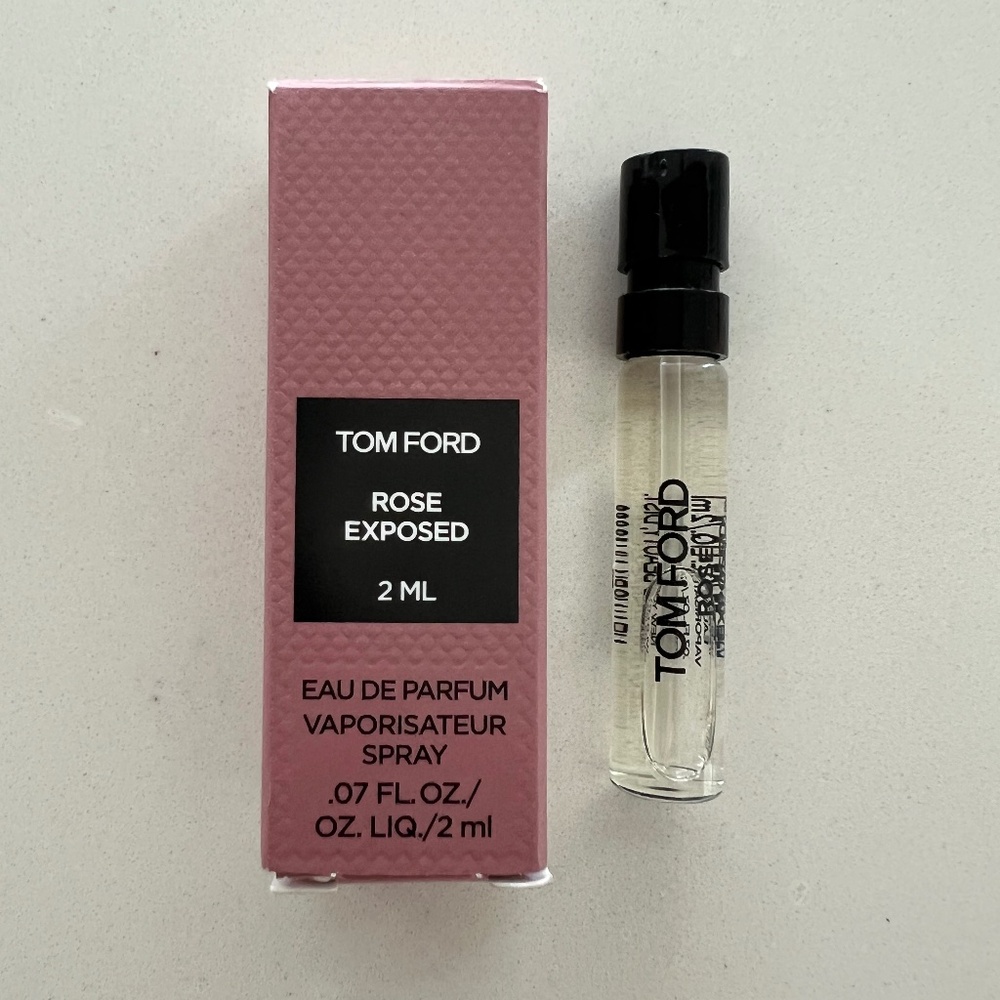 TOM FORD
ROSE
EXPOSED
2 ML
EAU DE PARFUM
VAPORISATEUR
SPRAY
.07 FL. OZ./
OZ. LIQ./2 ml
TOM FORD
ROSE